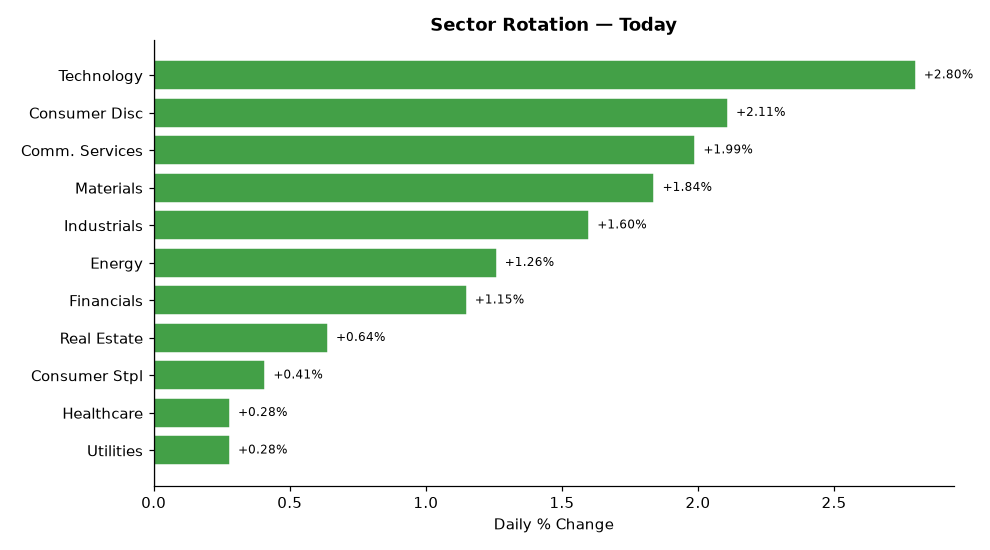 Sector Rotation — Today
Technology +2.80%
Consumer Disc +2.11%
Comm. Services +1.99%
Materials +1.84%
Industrials +1.60%
Energy +1.26%
Financials +1.15%
Real Estate +0.64%
Consumer Stpl +0.41%
Healthcare +0.28%
Utilities +0.28%
0.0 0.5 1.0 1.5 2.0 2.5
Daily % Change